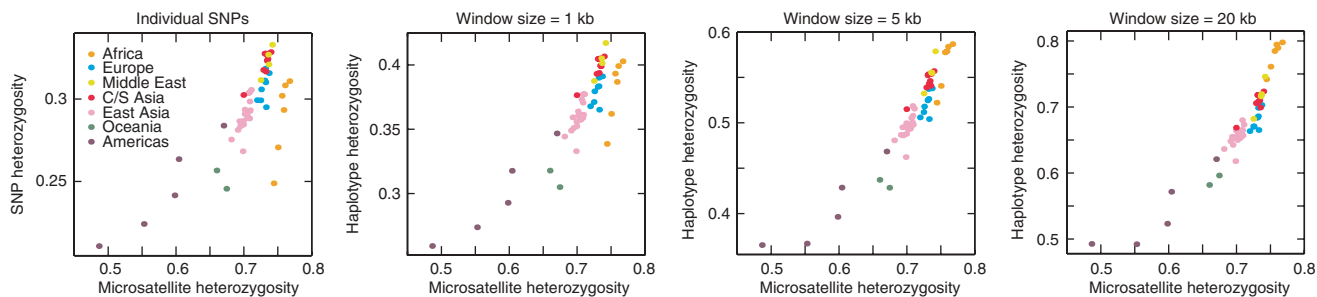 Individual SNPs
SNP heterozygosity
0.3
0.25
Africa
Europe
Middle East
C/S Asia
East Asia
Oceania
Americas
0.5 0.6 0.7 0.8
Microsatellite heterozygosity
Window size = 1 kb
Haplotype heterozygosity
0.4
0.35
0.3
0.5 0.6 0.7 0.8
Microsatellite heterozygosity
Window size = 5 kb
Haplotype heterozygosity
0.6
0.5
0.4
0.5 0.6 0.7 0.8
Microsatellite heterozygosity
Window size = 20 kb
Haplotype heterozygosity
0.8
0.7
0.6
0.5
0.5 0.6 0.7 0.8
Microsatellite heterozygosity